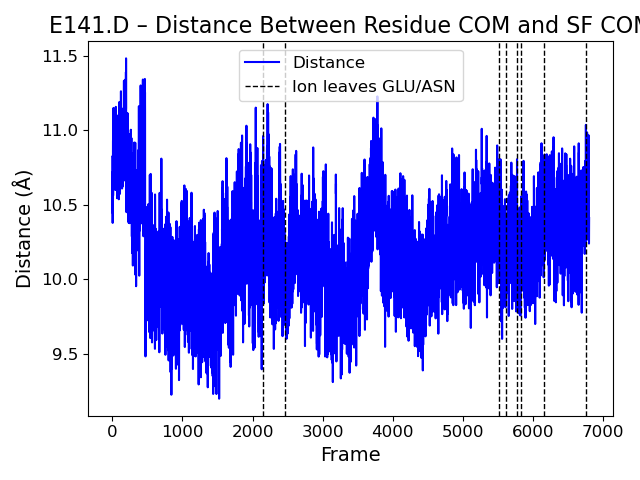 E141.D – Distance Between Residue COM and SF COM
Distance
Ion leaves GLU/ASN
11.5
11.0
10.5
10.0
9.5
Distance (Å)
0 1000 2000 3000 4000 5000 6000 7000
Frame